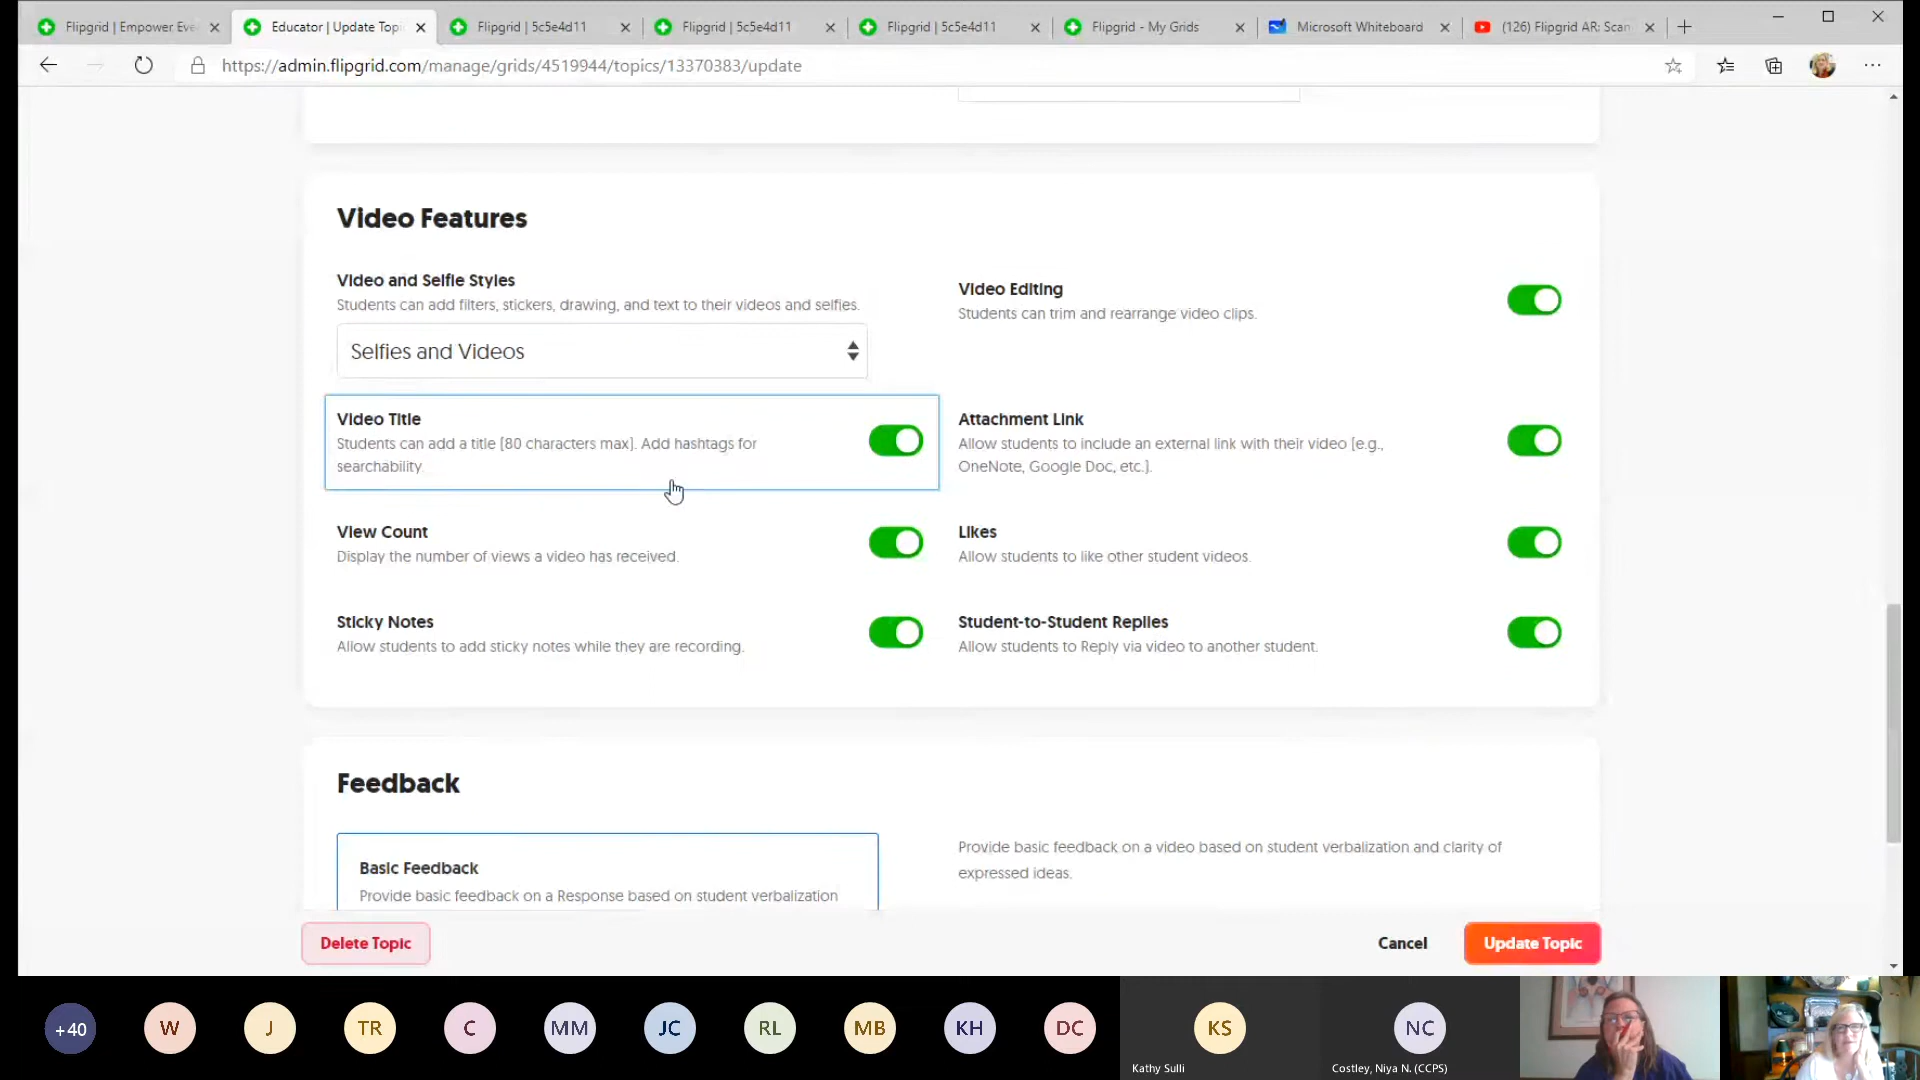 Flipgrid | Empower Eve
Educator | Update Topi
Flipgrid | 5c5e4d11
Flipgrid | 5c5e4d11
Flipgrid | 5c5e4d11
Flipgrid - My Grids
Microsoft Whiteboard
(126) Flipgrid AR: Scan
https://admin.flipgrid.com/manage/grids/4519944/topics/13370383/update
Video Features
Video and Selfie Styles
Students can add filters, stickers, drawing, and text to their videos and selfies.
Selfies and Videos
Video Editing
Students can trim and rearrange video clips.
Video Title
Students can add a title [80 characters max]. Add hashtags for
searchability.
Attachment Link
Allow students to include an external link with their video [e.g.,
OneNote, Google Doc, etc.].
View Count
Display the number of views a video has received.
Likes
Allow students to like other student videos.
Sticky Notes
Allow students to add sticky notes while they are recording.
Student-to-Student Replies
Allow students to Reply via video to another student.
Feedback
Basic Feedback
Provide basic feedback on a Response based on student verbalization
Provide basic feedback on a video based on student verbalization and clarity of
expressed ideas.
Delete Topic
Cancel
Update Topic
+40
W
J
TR
C
MM
JC
RL
MB
KH
DC
KS
Kathy Sulli
NC
Costley, Niya N. (CCPS)